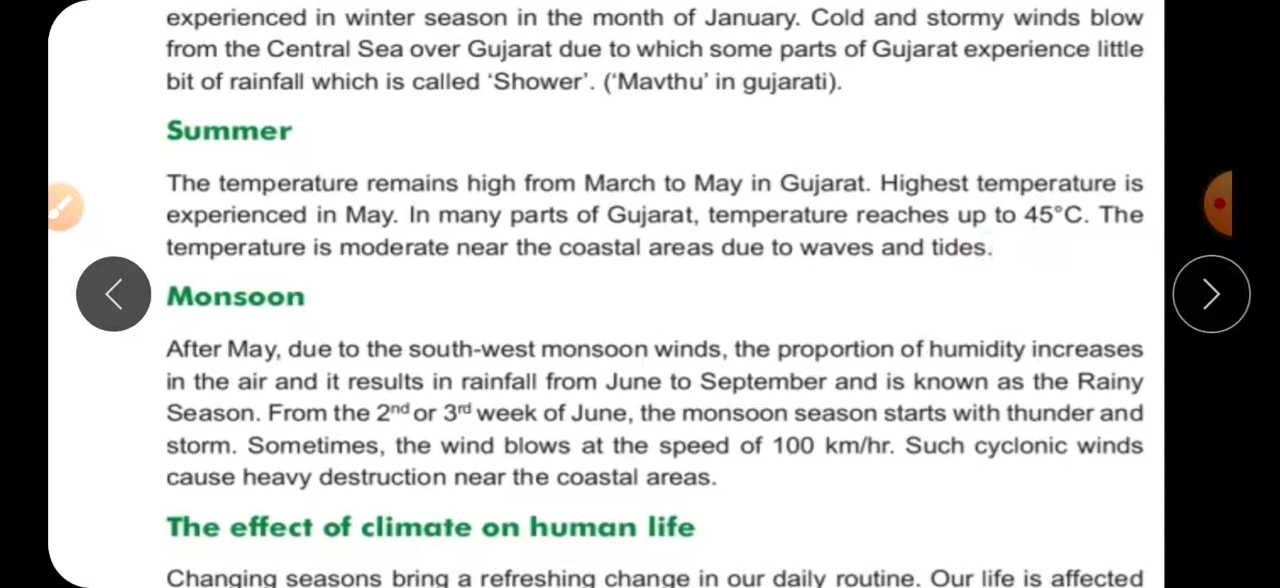 experienced in winter season in the month of January. Cold and stormy winds blow
from the Central Sea over Gujarat due to which some parts of Gujarat experience little
bit of rainfall which is called ‘Shower’. (‘Mavthu’ in gujarati).
Summer
The temperature remains high from March to May in Gujarat. Highest temperature is
experienced in May. In many parts of Gujarat, temperature reaches up to 45°C. The
temperature is moderate near the coastal areas due to waves and tides.
Monsoon
After May, due to the south-west monsoon winds, the proportion of humidity increases
in the air and it results in rainfall from June to September and is known as the Rainy
Season. From the 2nd or 3rd week of June, the monsoon season starts with thunder and
storm. Sometimes, the wind blows at the speed of 100 km/hr. Such cyclonic winds
cause heavy destruction near the coastal areas.
The effect of climate on human life
Changing seasons bring a refreshing change in our daily routine. Our life is affected